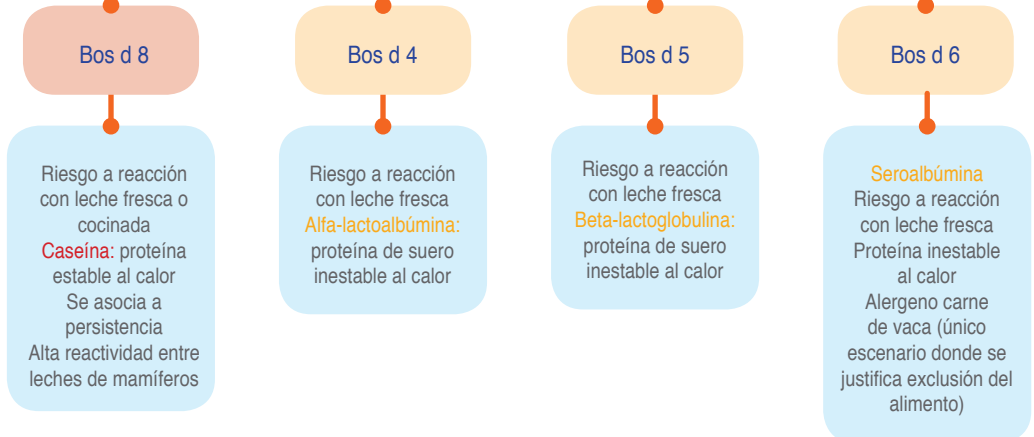 Bos d 8
Riesgo a reacción
con leche fresca o
cocinada
Caseína: proteína
estable al calor
Se asocia a
persistencia
Alta reactividad entre
leches de mamíferos
Bos d 4
Riesgo a reacción
con leche fresca
Alfa-lactoalbúmina:
proteína de suero
inestable al calor
Bos d 5
Riesgo a reacción
con leche fresca
Beta-lactoglobulina:
proteína de suero
inestable al calor
Bos d 6
Seroalbúmina
Riesgo a reacción
con leche fresca
Proteína inestable
al calor
Alergeno carne
de vaca (único
escenario donde se
justifica exclusión del
alimento)